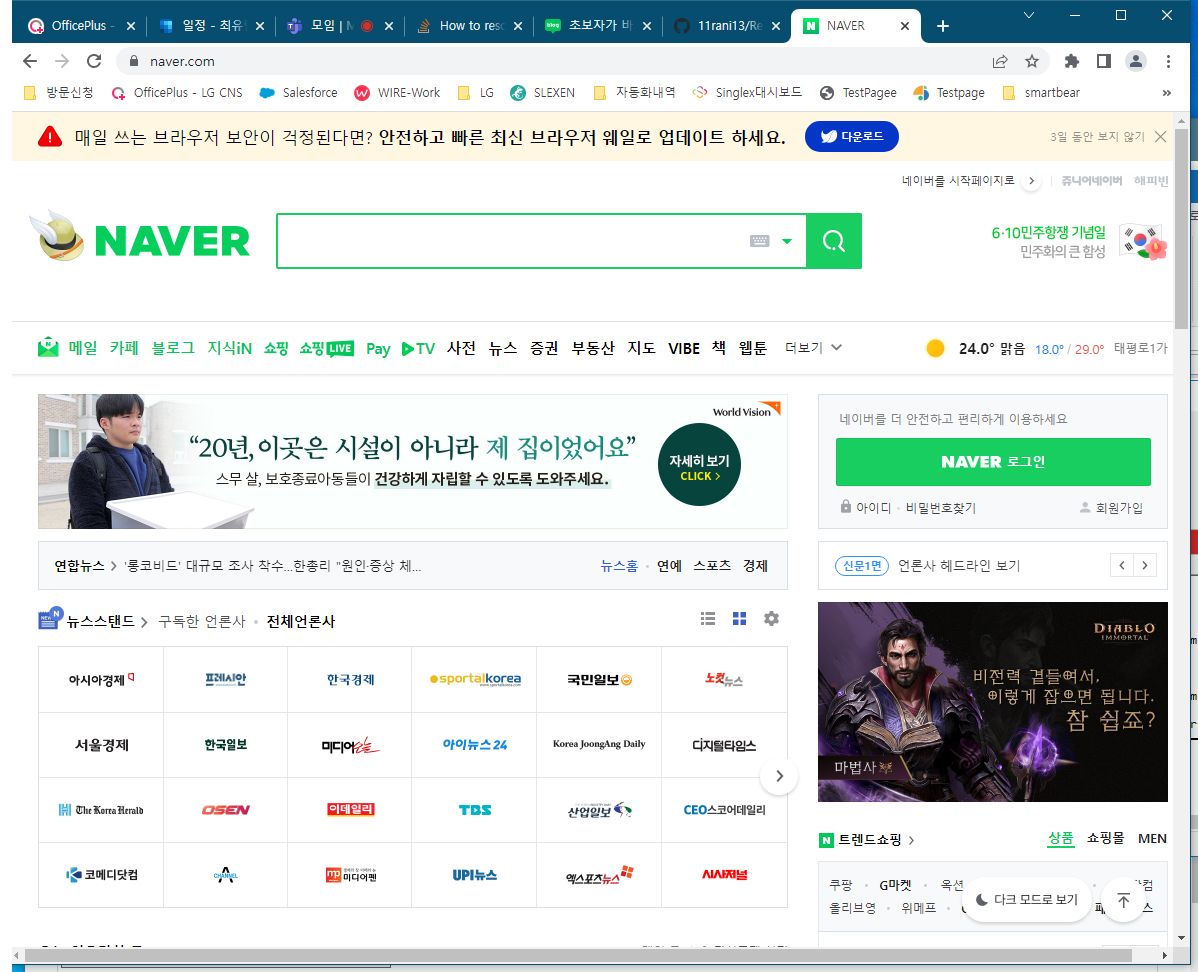 OfficePlus -
일정 - 최유
모임 | M
How to reso
초보자가 바
11rani13/Re
NAVER
naver.com
방문신청
OfficePlus - LG CNS
Salesforce
WIRE-Work
LG
SLEXEN
자동화내역
Singlex대시보드
TestPagee
Testpage
smartbear
»
매일 쓰는 브라우저 보안이 걱정된다면? 안전하고 빠른 최신 브라우저 웨일로 업데이트 하세요.
다운로드
3일 동안 보지 않기
네이버를 시작페이지로
쥬니어네이버
해피빈
NAVER
6·10민주항쟁 기념일
민주화의 큰 함성
메일 카페 블로그 지식iN 쇼핑 쇼핑LIVE Pay TV 사전 뉴스 증권 부동산 지도 VIBE 책 웹툰 더보기
24.0° 맑음 18.0° / 29.0° 태평로1가
World Vision
“20년, 이곳은 시설이 아니라 제 집이었어요”
스무 살, 보호종료아동들이 건강하게 자립할 수 있도록 도와주세요.
자세히 보기
CLICK >
네이버를 더 안전하고 편리하게 이용하세요
NAVER 로그인
아이디 · 비밀번호찾기
회원가입
연합뉴스 > '롱코비드' 대규모 조사 착수...한총리 "원인·증상 체...
뉴스홈 · 연예 스포츠 경제
신문1면 언론사 헤드라인 보기
뉴스스탠드 > 구독한 언론사 · 전체언론사
아시아경제
프레시안
한국경제
sportalkorea
www.sportalkorea.com
국민일보
노컷뉴스
서울경제
한국일보
미디어오늘
아이뉴스24
Korea JoongAng Daily
디지털타임스
The Korea Herald
OSEN
이데일리
TBS
산업일보
CEO스코어데일리
코메디닷컴
CHANNEL A
mp 미디어펜
UPI뉴스
엑스포츠뉴스
시사저널
DIABLO
IMMORTAL
비전력 곁들여서,
이렇게 잡으면 됩니다.
참 쉽죠?
마법사
트렌드쇼핑 >
상품 쇼핑몰 MEN
쿠팡 · G마켓 · 옥션
올리브영 · 위메프 ·
다크 모드로 보기